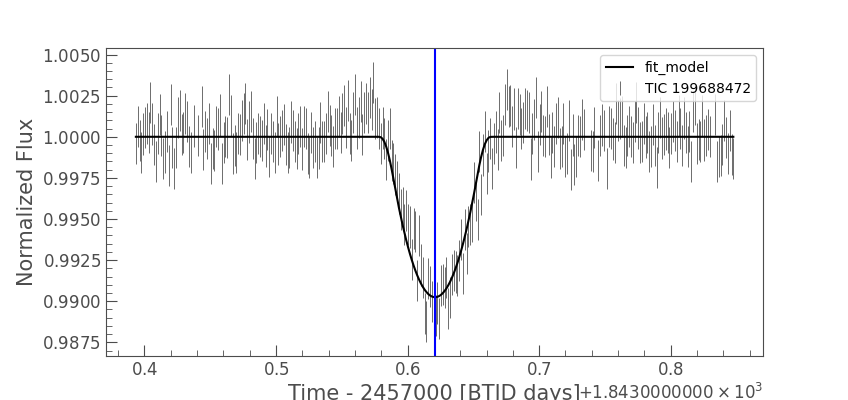 1.0050
1.0025
1.0000
0.9975
0.9950
0.9925
0.9900
0.9875
Normalized Flux
fit_model
TIC 199688472
0.4
0.5
0.6
0.7
0.8
Time - 2457000 [BTJD days]
+1.8430000000 × 10³